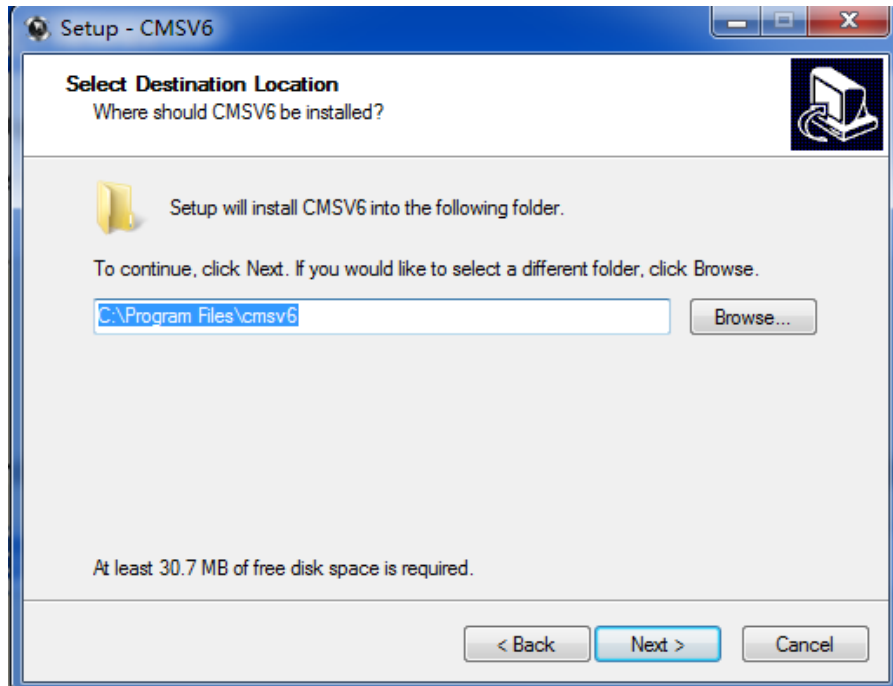 Setup - CMSV6
Select Destination Location
Where should CMSV6 be installed?
Setup will install CMSV6 into the following folder.
To continue, click Next. If you would like to select a different folder, click Browse.
C:\Program Files\cmsv6
Browse...
At least 30.7 MB of free disk space is required.
< Back
Next >
Cancel